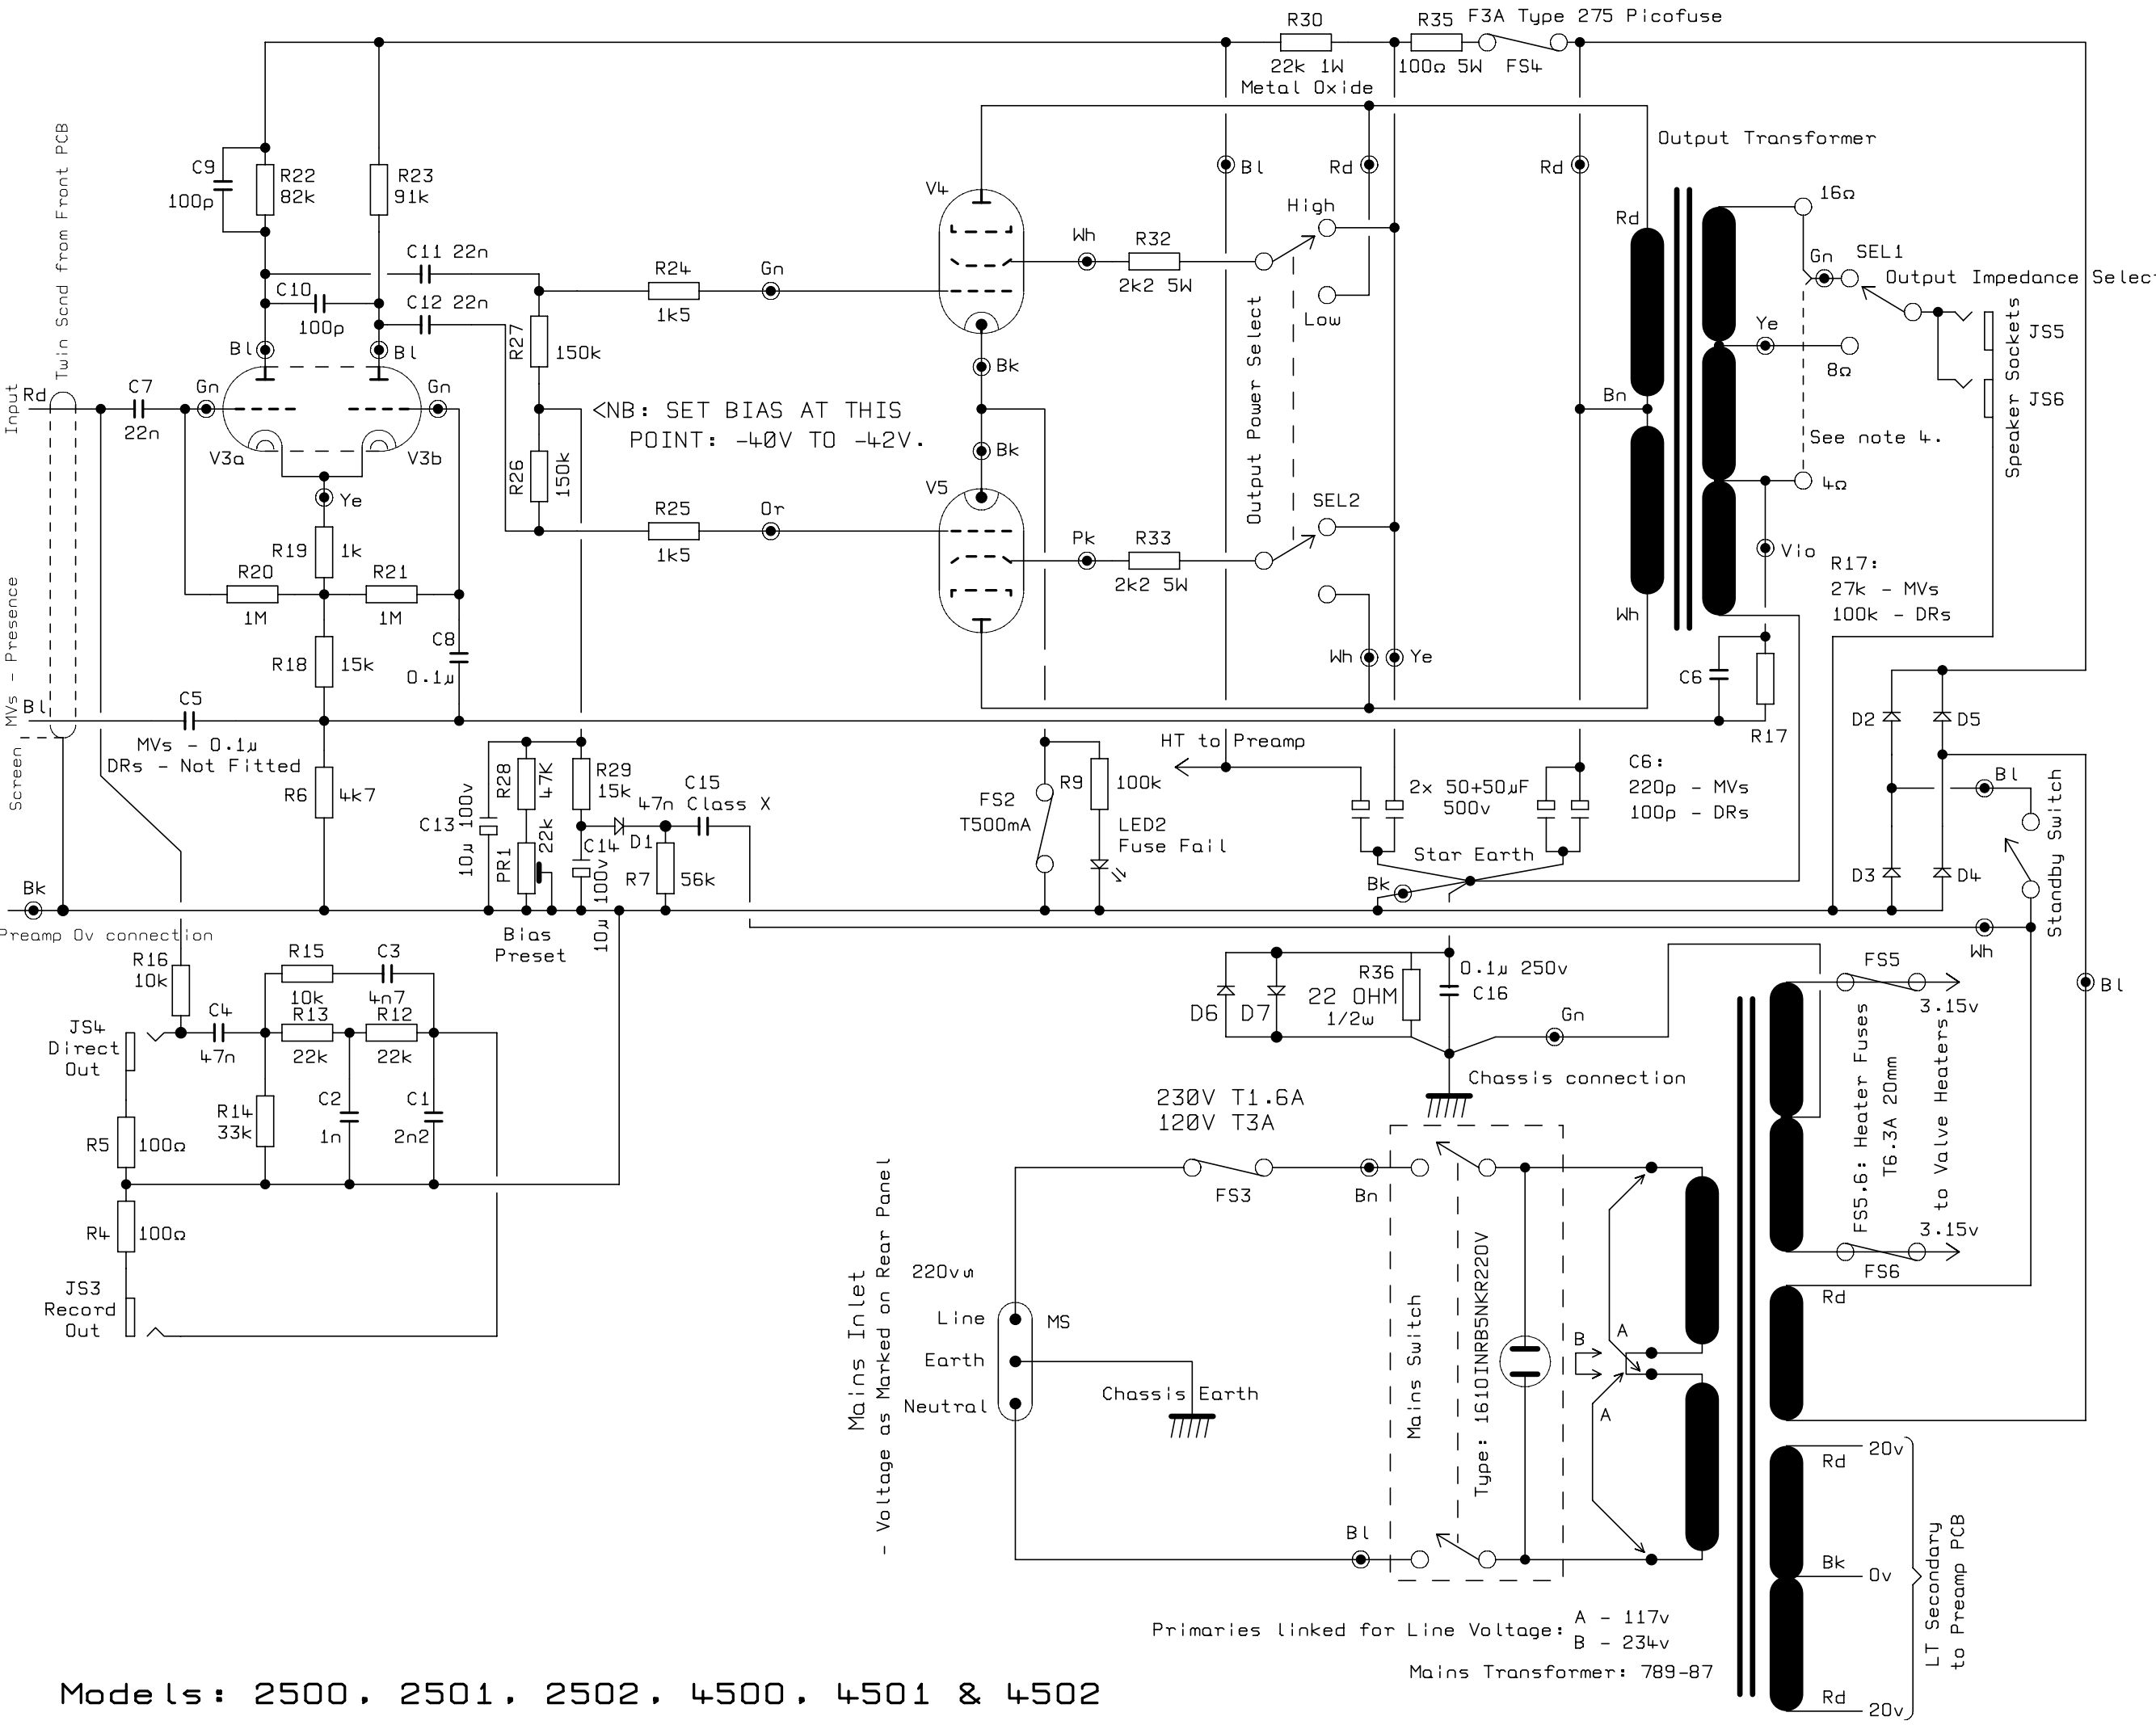 F3A Type 275 Picofuse
R30
R35
22k 1W
100Ω 5W
FS4
Metal Oxide
Twin Scnd from Front PCB
C9
100p
R22
82k
R23
91k
Output Transformer
V4
Bl
Rd
Rd
High
16Ω
Rd
Wh
R32
2k2 5W
Low
Gn
SEL1
Output Impedance Select
C11 22n
R24
Gn
1k5
C10
100p
C12 22n
R27
150k
Bl
Bl
Ye
8Ω
JS5
JS6
Speaker Sockets
Bk
Output Power Select
Input
Rd
C7
22n
Gn
Gn
V3a
V3b
<NB: SET BIAS AT THIS
POINT: -40V TO -42V.
Bn
See note 4.
Bk
V5
R26
150k
4Ω
Ye
R25
Or
1k5
SEL2
Pk
R33
2k2 5W
Vio
R19
1k
R20
1M
R21
1M
R17:
27k - MVs
100k - DRs
Wh
MVs - Presence
C8
0.1µ
R18
15k
Wh
Ye
C6
R17
Bl
C5
MVs - 0.1µ
DRs - Not Fitted
Screen
D2
D5
HT to Preamp
R6
4k7
C13
10µ 100v
R28
47K
R29
15k
C15
47n Class X
PR1
22k
C14
10µ 100v
D1
R7
56k
FS2
T500mA
R9
100k
LED2
Fuse Fail
2x 50+50µF
500v
C6:
220p - MVs
100p - DRs
Bl
Standby Switch
Star Earth
Bk
D3
D4
Bk
Preamp 0v connection
Bias
Preset
Wh
R16
10k
R15
10k
C3
4n7
D6
D7
R36
22 OHM
1/2w
0.1µ 250v
C16
FS5
3.15v
Bl
JS4
Direct
Out
C4
47n
R13
22k
R12
22k
Gn
Chassis connection
FS5,6: Heater Fuses
T6.3A 20mm
to Valve Heaters
R14
33k
C2
1n
C1
2n2
R5
100Ω
R4
100Ω
230V T1.6A
120V T3A
FS3
Bn
3.15v
FS6
JS3
Record
Out
Mains Inlet
- Voltage as Marked on Rear Panel
220v
Line
MS
Earth
Chassis Earth
Neutral
Mains Switch
Type: 1610INRB5NKR220V
B
A
A
Rd
Bl
20v
Rd
Bk
0v
LT Secondary
to Preamp PCB
Rd
20v
Primaries linked for Line Voltage:
A - 117v
B - 234v
Mains Transformer: 789-87
Models: 2500, 2501, 2502, 4500, 4501 & 4502